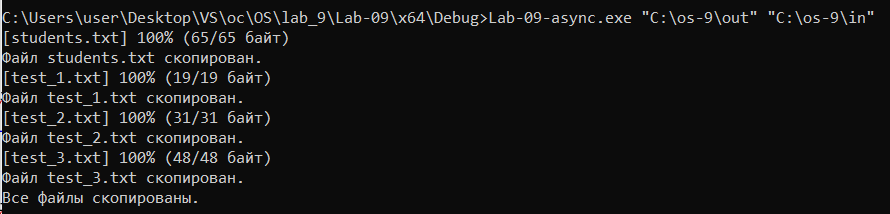 C:\Users\user\Desktop\VS\oc\OS\lab_9\Lab-09\x64\Debug>Lab-09-async.exe "C:\os-9\out" "C:\os-9\in"
[students.txt] 100% (65/65 байт)
Файл students.txt скопирован.
[test_1.txt] 100% (19/19 байт)
Файл test_1.txt скопирован.
[test_2.txt] 100% (31/31 байт)
Файл test_2.txt скопирован.
[test_3.txt] 100% (48/48 байт)
Файл test_3.txt скопирован.
Все файлы скопированы.